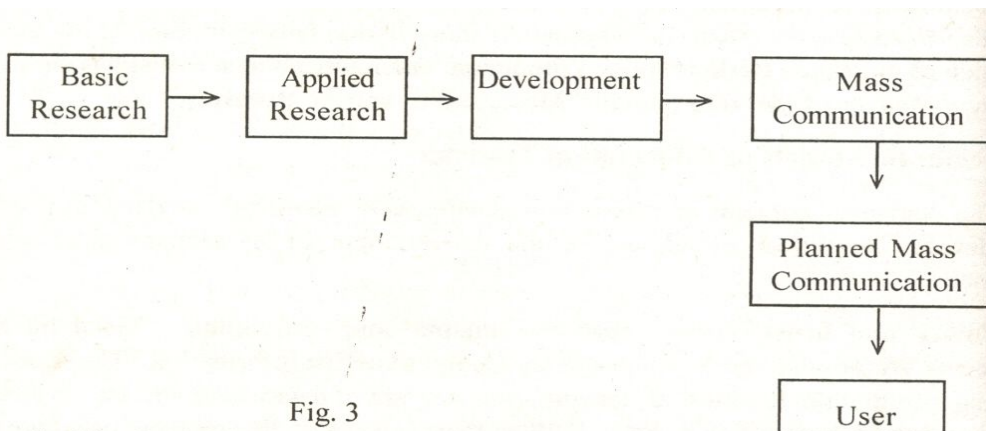 Basic
Research
Applied
Research
Development
Mass
Communication
Planned Mass
Communication
User
Fig. 3